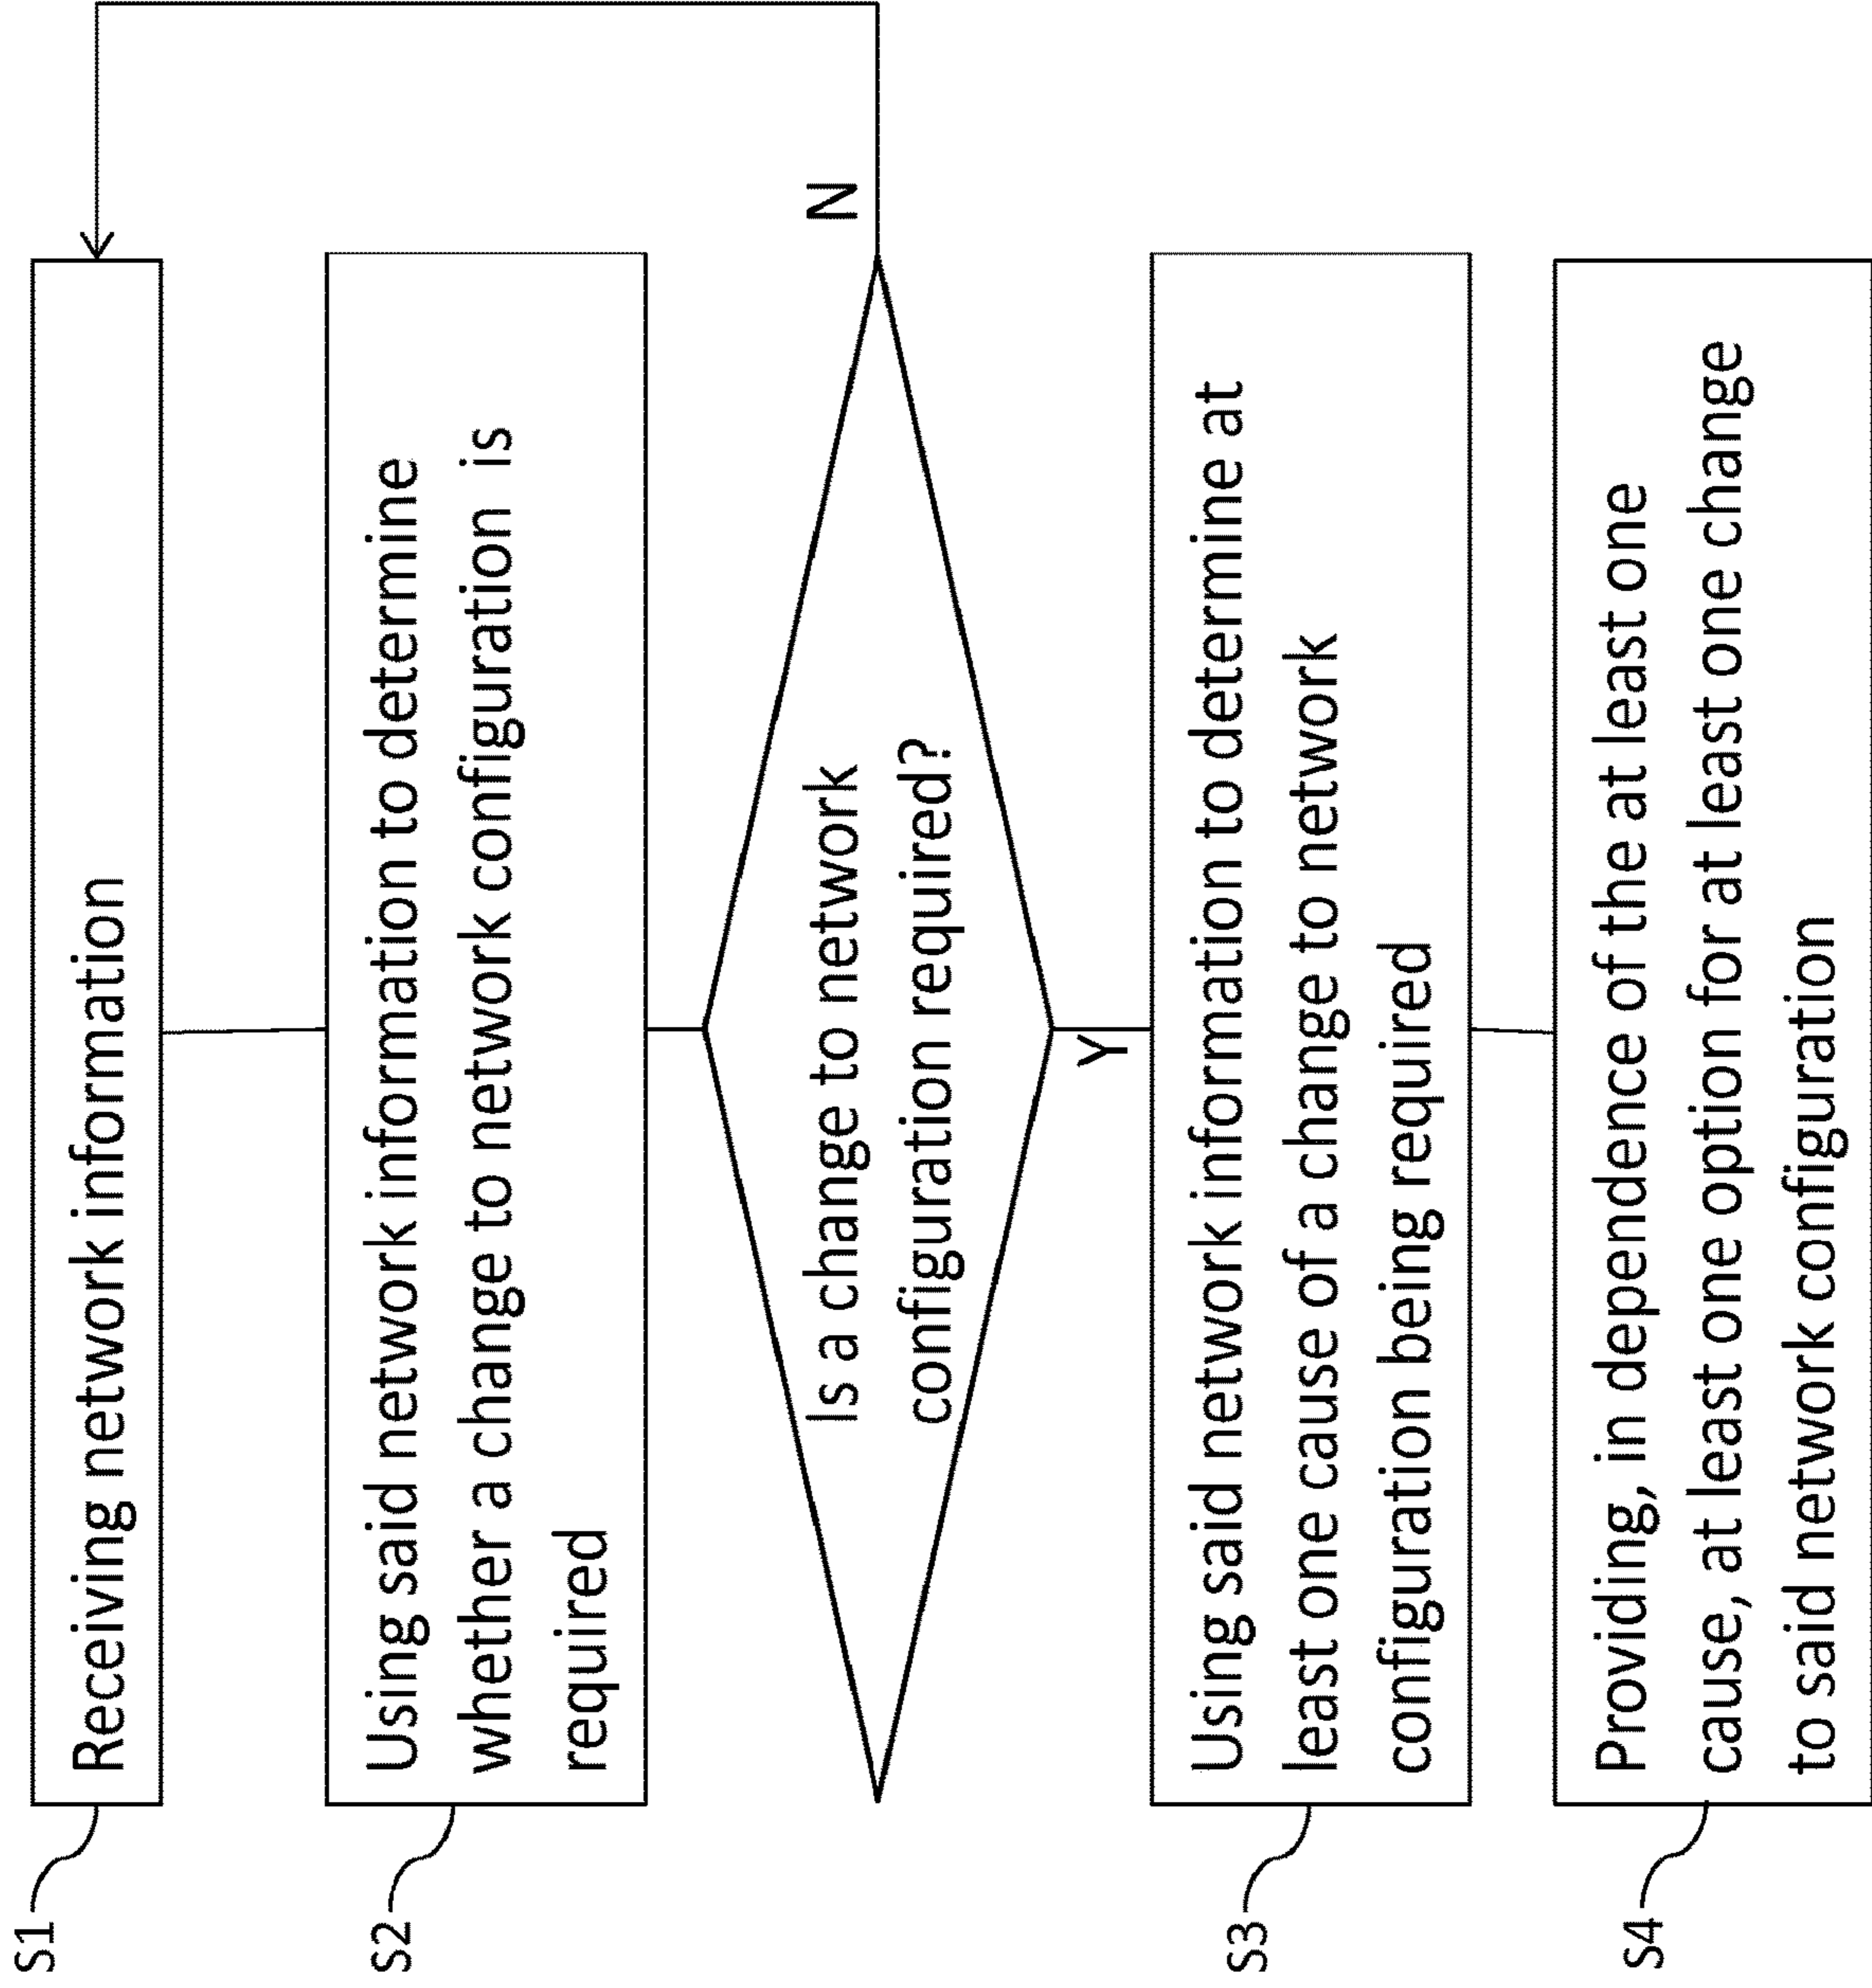 S1
Receiving network information
S2
Using said network information to determine
whether a change to network configuration is
required
Is a change to network
configuration required?
N
Y
S3
Using said network information to determine at
least one cause of a change to network
configuration being required
S4
Providing, in dependence of the at least one
cause, at least one option for at least one change
to said network configuration